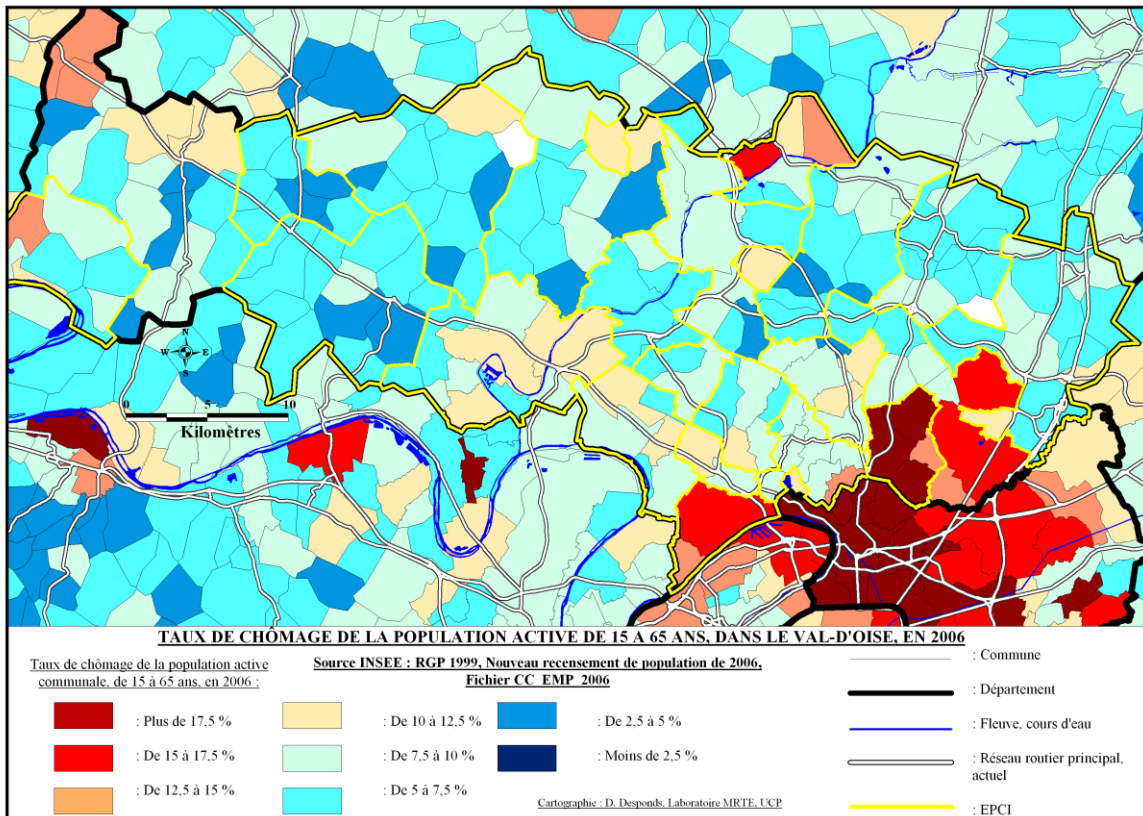 N
W E
S
0 5 10
Kilomètres
TAUX DE CHÔMAGE DE LA POPULATION ACTIVE DE 15 A 65 ANS, DANS LE VAL-D'OISE, EN 2006
Taux de chômage de la population active
communale, de 15 à 65 ans, en 2006 :
Source INSEE : RGP 1999, Nouveau recensement de population de 2006,
Fichier CC_EMP_2006
: Plus de 17,5 %
: De 15 à 17,5 %
: De 12,5 à 15 %
: De 10 à 12,5 %
: De 7,5 à 10 %
: De 5 à 7,5 %
: De 2,5 à 5 %
: Moins de 2,5 %
Cartographie : D. Desponds, Laboratoire MRTE, UCP
: Commune
: Département
: Fleuve, cours d'eau
: Réseau routier principal,
actuel
: EPCI